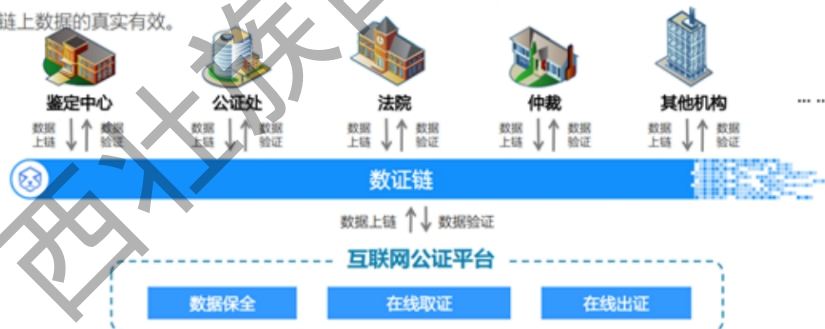 链上数据的真实有效。
鉴定中心 公证处 法院 仲裁 其他机构 ... ...
数据上链 数据验证 数据上链 数据验证 数据上链 数据验证 数据上链 数据验证 数据上链 数据验证
数证链
数据上链 数据验证
互联网公证平台
数据保全 在线取证 在线出证
西壮族自